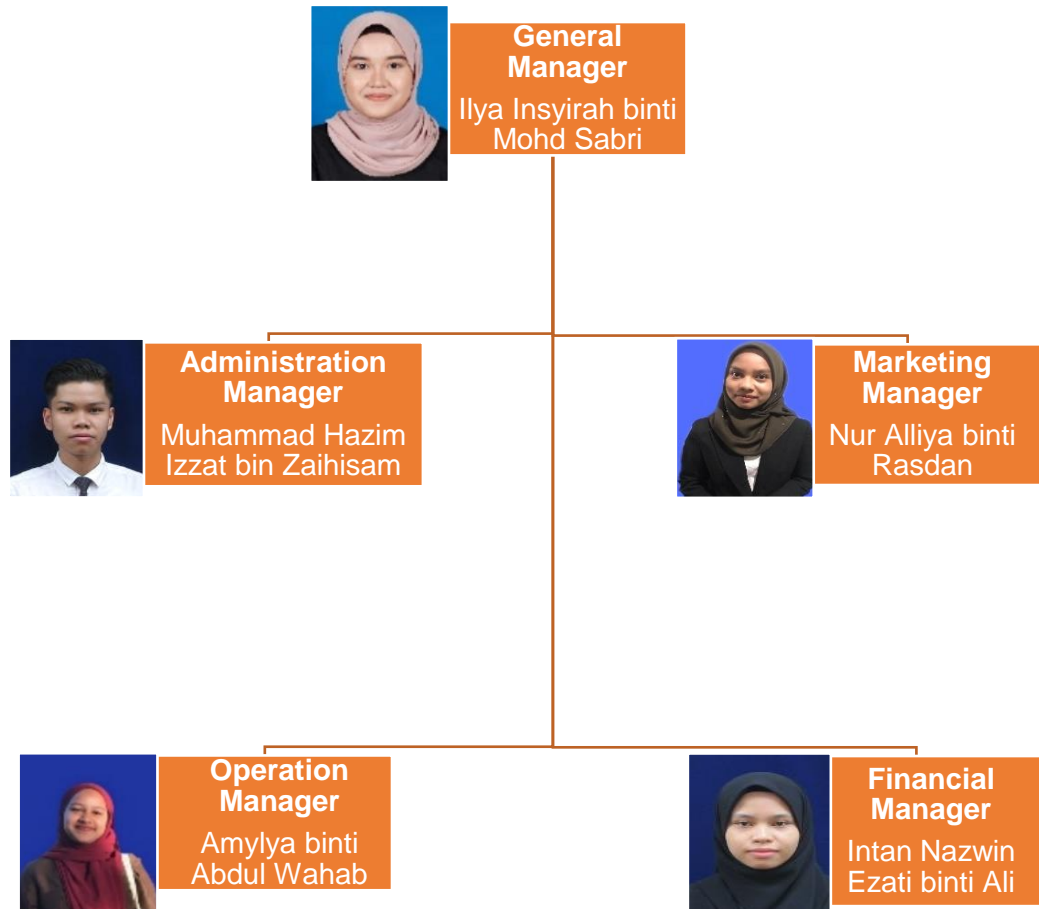 General
Manager
Ilya Insyirah binti
Mohd Sabri
Administration
Manager
Muhammad Hazim
Izzat bin Zaihisam
Marketing
Manager
Nur Alliya binti
Rasdan
Operation
Manager
Amylya binti
Abdul Wahab
Financial
Manager
Intan Nazwin
Ezati binti Ali